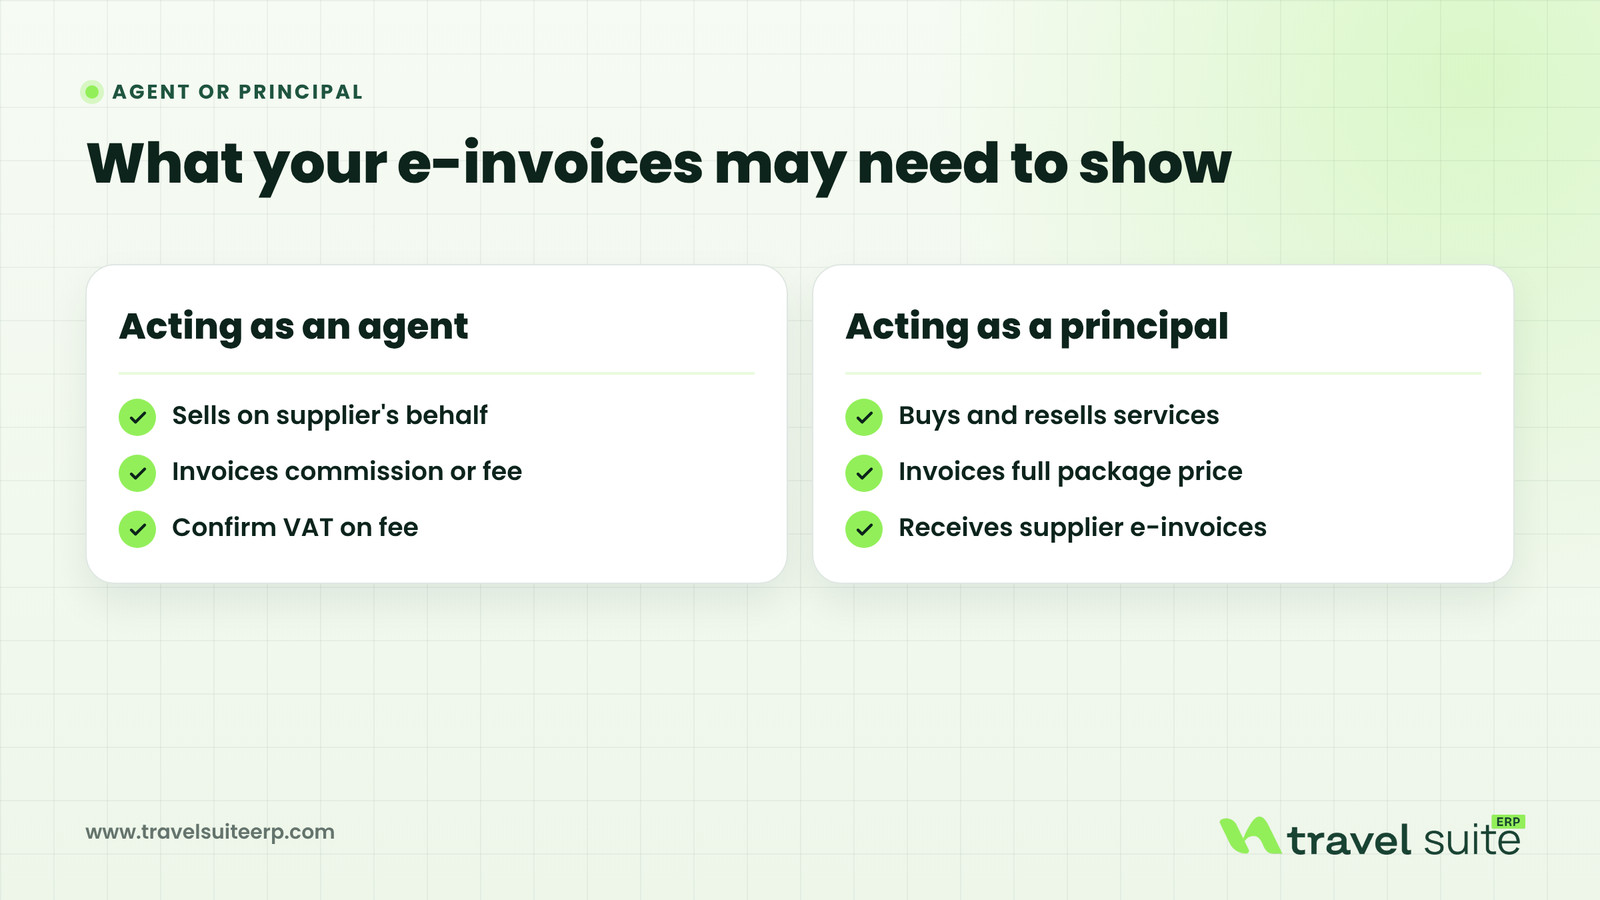 AGENT OR PRINCIPAL
What your e-invoices may need to show
Acting as an agent
Sells on supplier's behalf
Invoices commission or fee
Confirm VAT on fee
Acting as a principal
Buys and resells services
Invoices full package price
Receives supplier e-invoices
www.travelsuiteerp.com
travel suite ERP